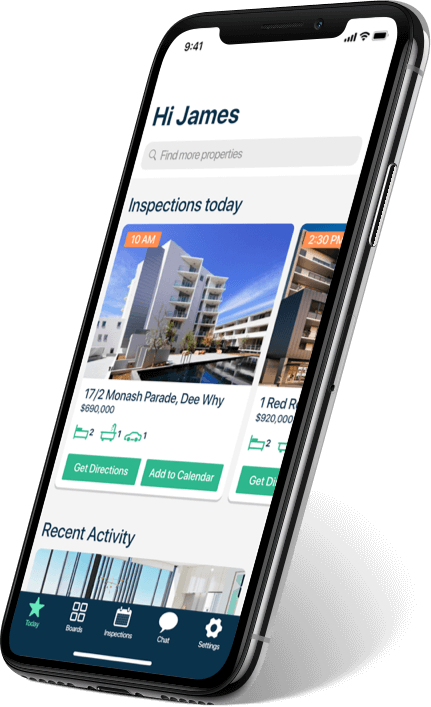 9:41
Hi James
Find more properties
Inspections today
10 AM
2:30 PM
17/2 Monash Parade, Dee Why
$690,000
2 1 1
Get Directions
Add to Calendar
1 Red Ro
$920,000
2
Get Di
Recent Activity
Today
Boards
Inspections
Chat
Settings